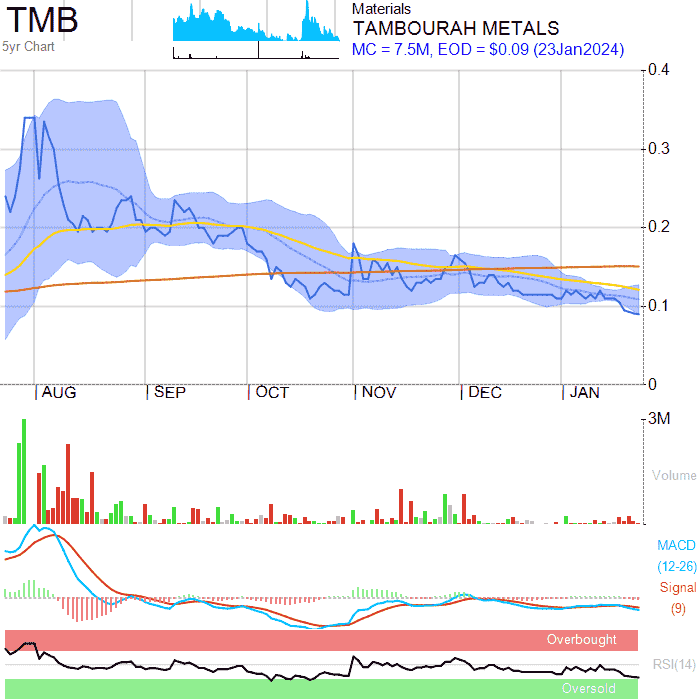 TMB
5yr Chart
Materials
TAMBOURAH METALS
MC = 7.5M, EOD = $0.09 (23Jan2024)
0.4
0.3
0.2
0.1
0
AUG SEP OCT NOV DEC JAN
3M
Volume
MACD
(12-26)
Signal
(9)
Overbought
RSI(14)
Oversold